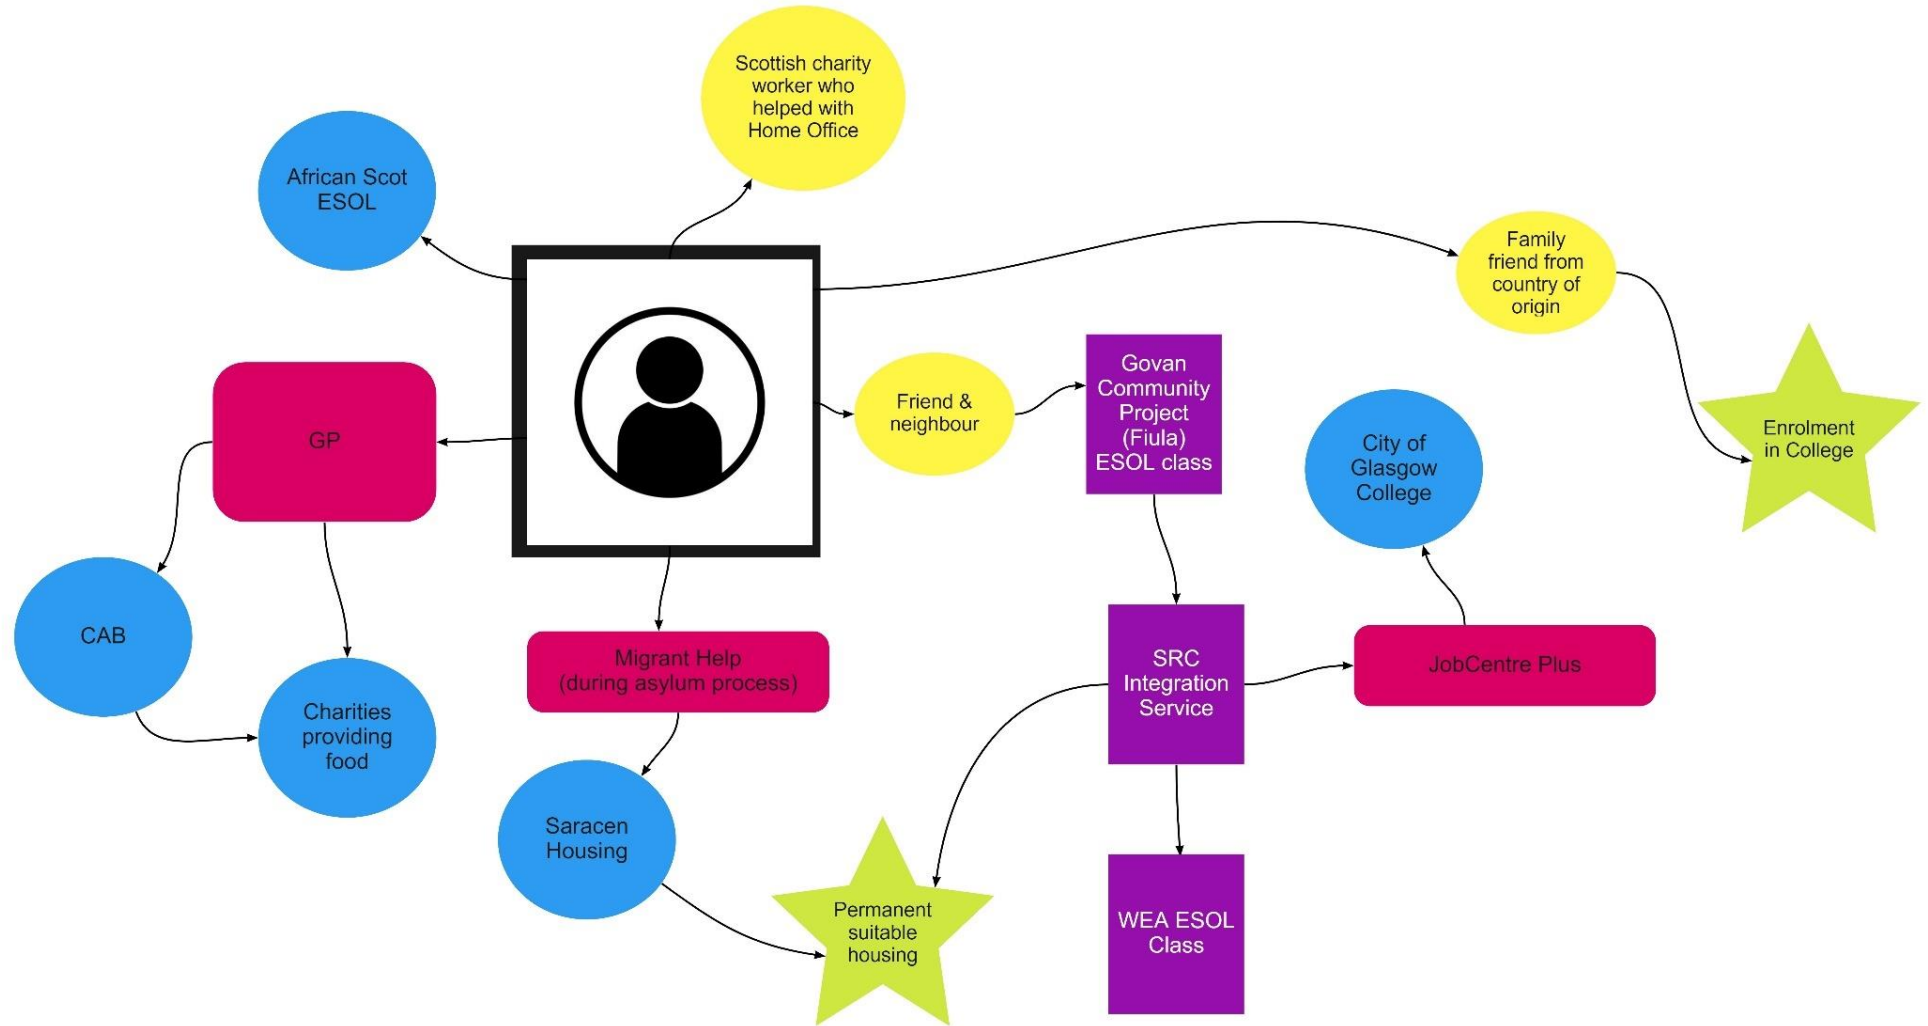 Scottish charity
worker who
helped with
Home Office
African Scot
ESOL
Family
friend from
country of
origin
Govan
Community
Project
(Fiula)
ESOL class
Friend &
neighbour
City of
Glasgow
College
Enrolment
in College
GP
CAB
Charities
providing
food
Migrant Help
(during asylum process)
SRC
Integration
Service
JobCentre Plus
Saracen
Housing
Permanent
suitable
housing
WEA ESOL
Class